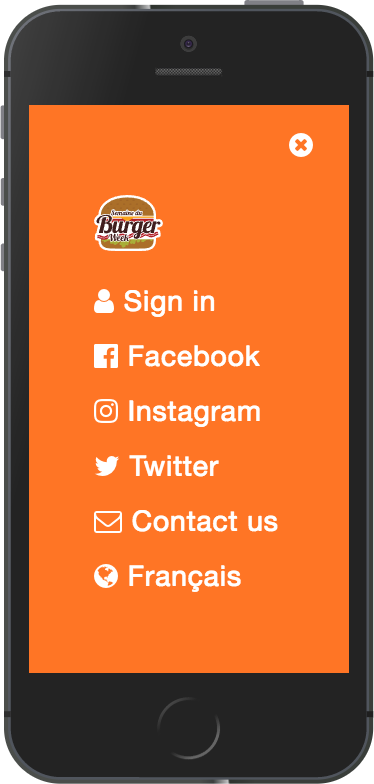 Semaine du
Burger
Week
Sign in
Facebook
Instagram
Twitter
Contact us
Français